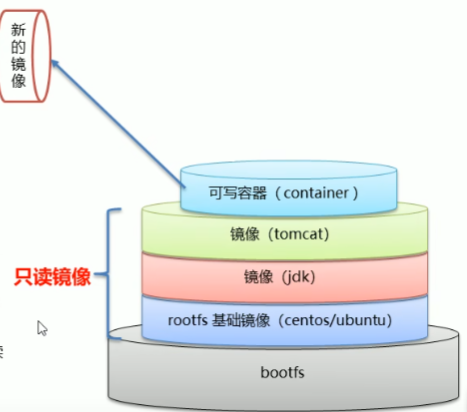 新的镜像
可写容器（container）
镜像（tomcat）
只读镜像
镜像（jdk）
rootfs 基础镜像（centos/ubuntu）
bootfs